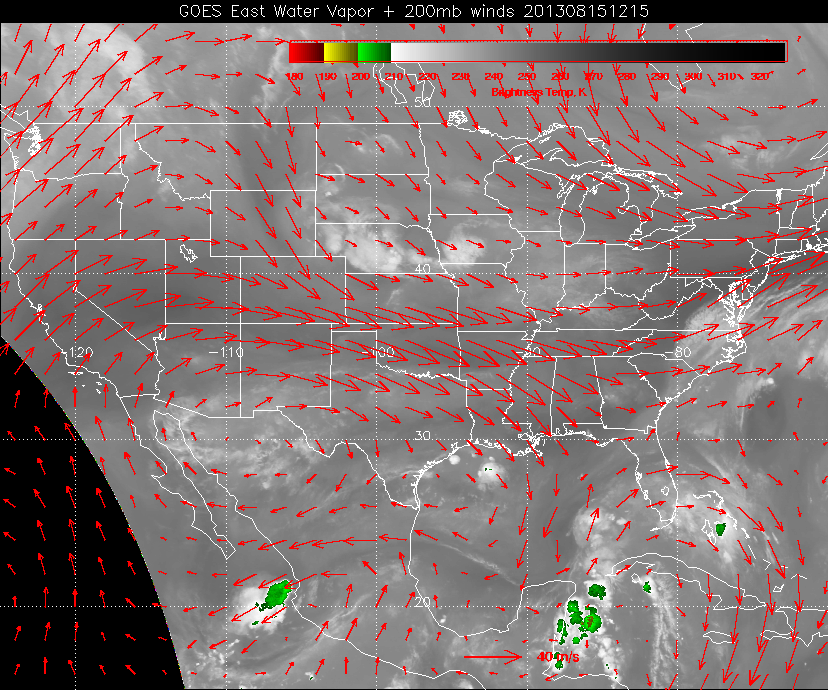 GOES East Water Vapor + 200mb winds 201308151215
180 190 200 210 220 230 240 250 260 270 280 290 300 310 320
Brightness Temp, K
50
40
-120 -110 -100 -90 -80
30
20
40 m/s